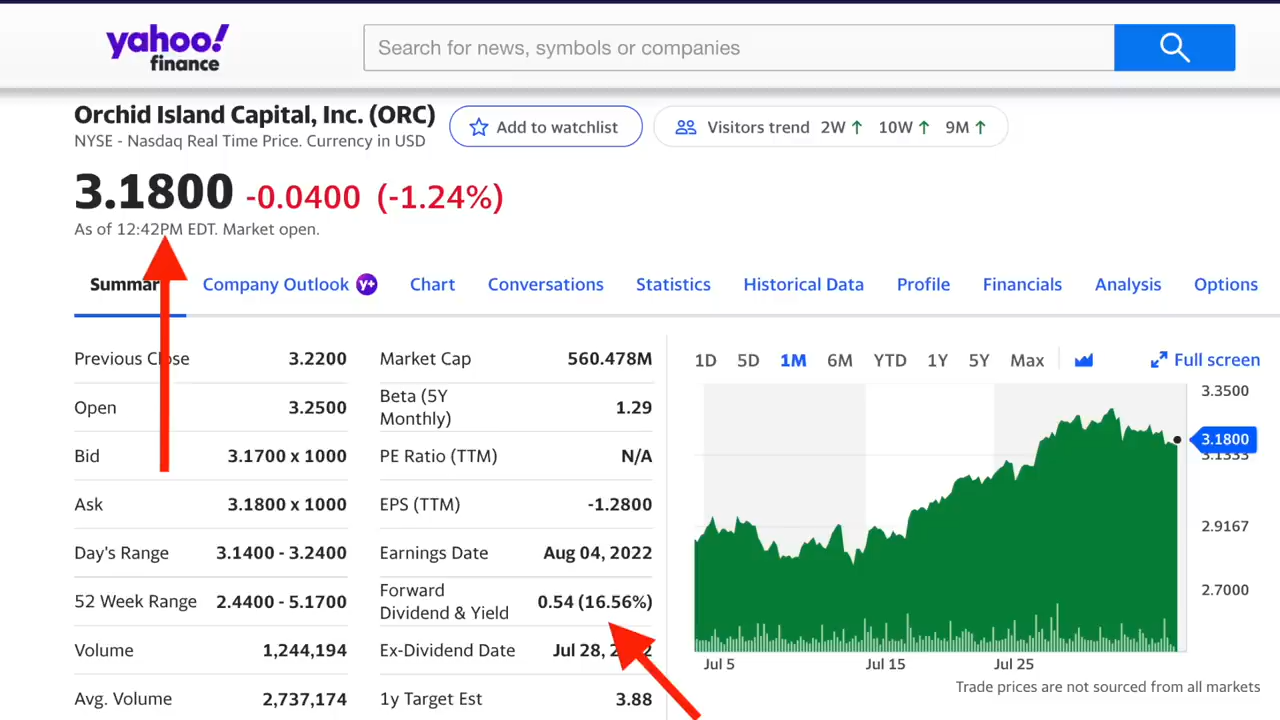 yahoo!
finance
Search for news, symbols or companies
Orchid Island Capital, Inc. (ORC)
NYSE - Nasdaq Real Time Price. Currency in USD
Add to watchlist
Visitors trend 2W 10W 9M
3.1800 -0.0400 (-1.24%)
As of 12:42PM EDT. Market open.
Summar Company Outlook Y+ Chart Conversations Statistics Historical Data Profile Financials Analysis Options
Previous Close 3.2200
Open 3.2500
Bid 3.1700 x 1000
Ask 3.1800 x 1000
Day's Range 3.1400 - 3.2400
52 Week Range 2.4400 - 5.1700
Volume 1,244,194
Avg. Volume 2,737,174
Market Cap 560.478M
Beta (5Y
Monthly) 1.29
PE Ratio (TTM) N/A
EPS (TTM) -1.2800
Earnings Date Aug 04, 2022
Forward
Dividend & Yield 0.54 (16.56%)
Ex-Dividend Date Jul 28, 2
1y Target Est 3.88
1D 5D 1M 6M YTD 1Y 5Y Max
Full screen
3.3500
3.1800
3.1333
2.9167
2.7000
Jul 5 Jul 15 Jul 25
Trade prices are not sourced from all markets